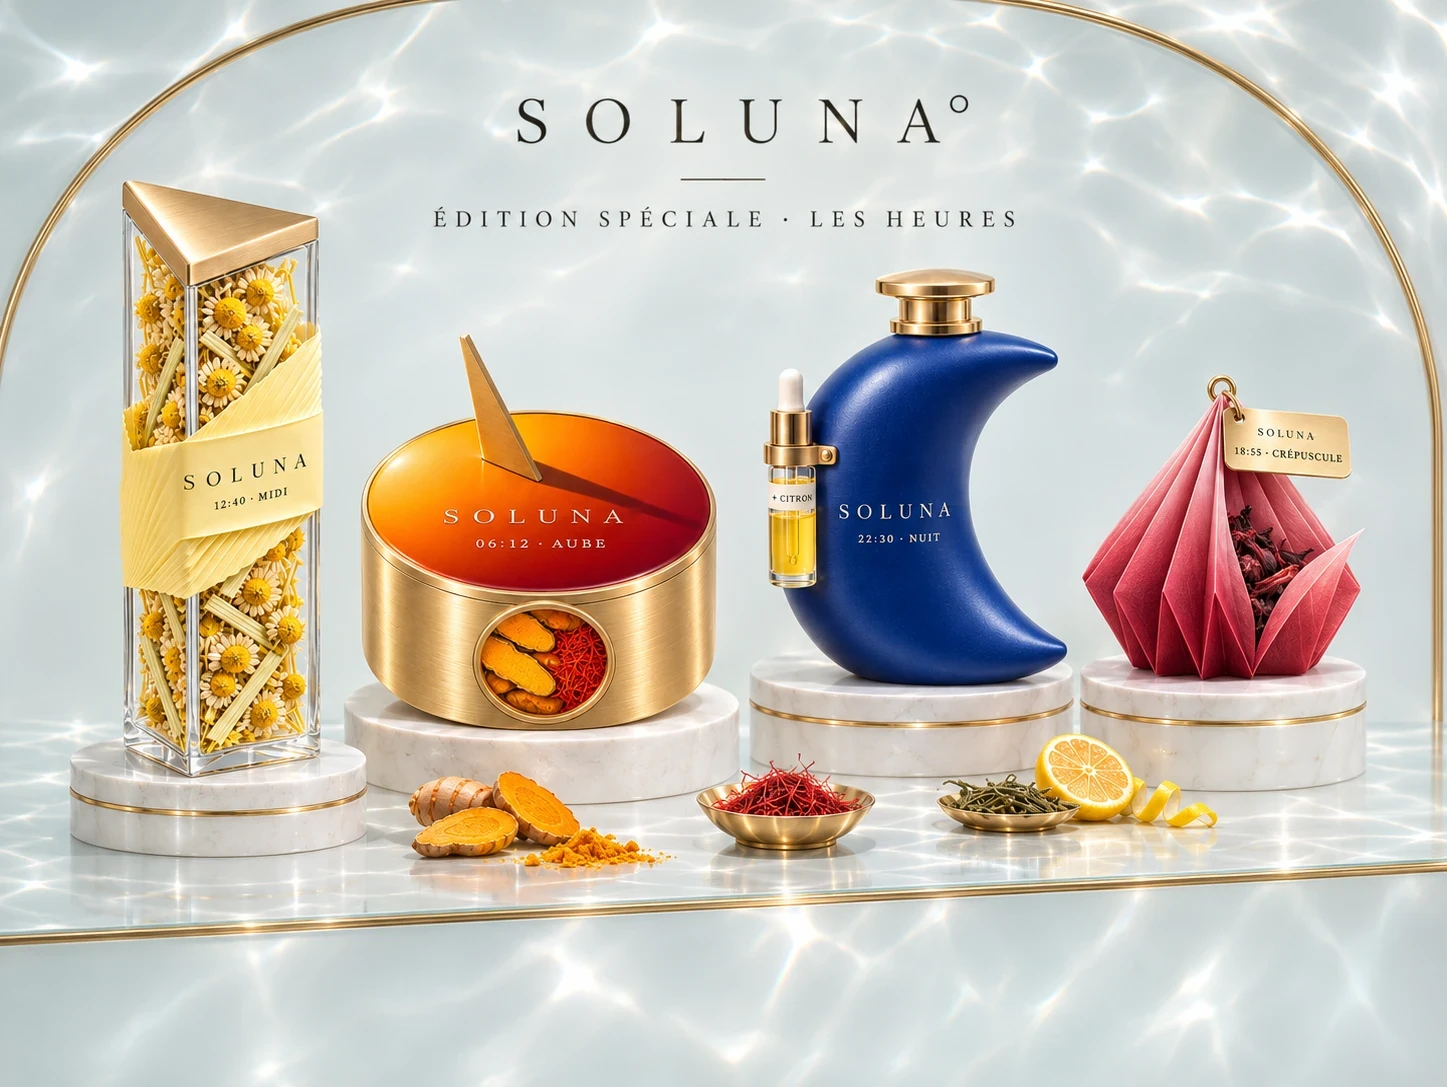 SOLUNA°
ÉDITION SPÉCIALE · LES HEURES
SOLUNA
12:40 · MIDI
SOLUNA
06:12 · AUBE
+ CITRON
SOLUNA
22:30 · NUIT
SOLUNA
18:55 · CRÉPUSCULE